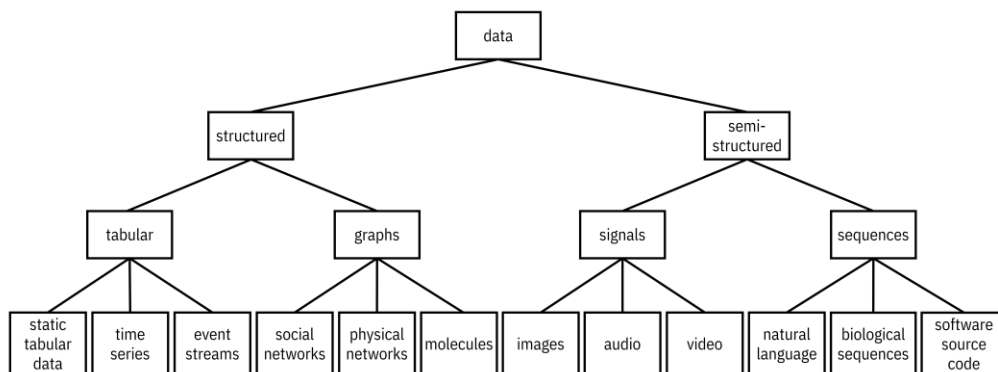 data
structured
semi-
structured
tabular
graphs
signals
sequences
static
tabular
data
time
series
event
streams
social
networks
physical
networks
molecules
images
audio
video
natural
language
biological
sequences
software
source
code